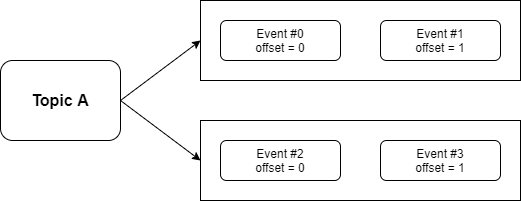 Topic A
Event #0
offset = 0
Event #1
offset = 1
Event #2
offset = 0
Event #3
offset = 1